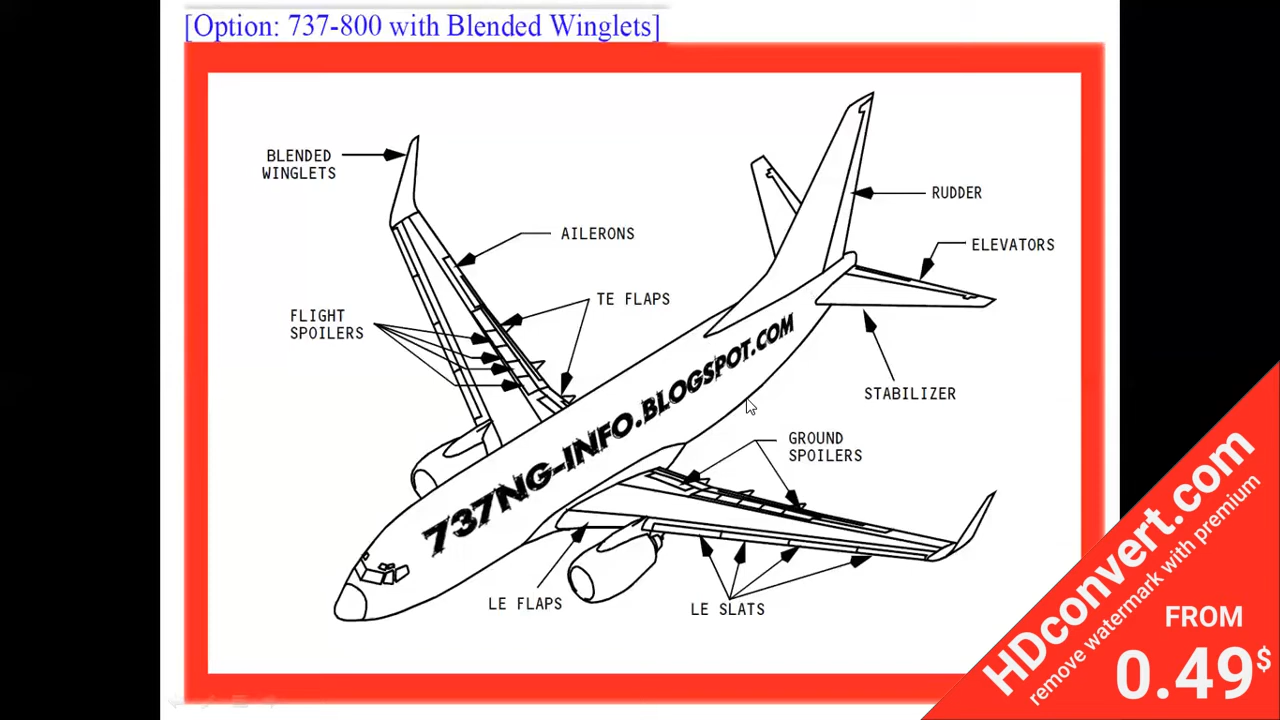 [Option: 737-800 with Blended Winglets]
BLENDED
WINGLETS
AILERONS
RUDDER
ELEVATORS
TE FLAPS
FLIGHT
SPOILERS
STABILIZER
737NG-INFO.BLOGSPOT.COM
GROUND
SPOILERS
LE FLAPS
LE SLATS
HDconvert.com
remove watermark with premium
FROM
0.49$